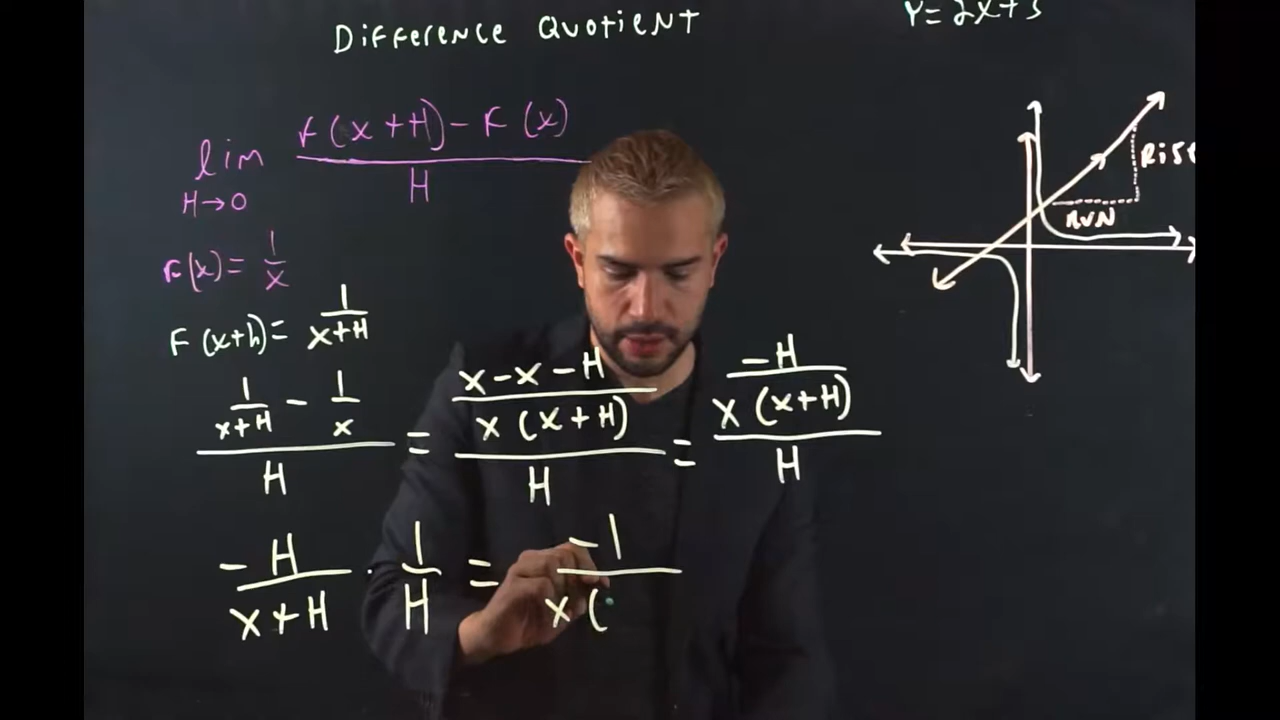 Difference Quotient
Y = 2x+3
lim H→0 F(x+H) - F(x) / H
F(x) = 1/x
F(x+h) = 1/(x+H)
Rise
Run
(1/(x+H) - 1/x) / H = ((x-x-H) / (x(x+H))) / H = (-H / (x(x+H))) / H
-H/(x+H) · 1/H = -1/(x(